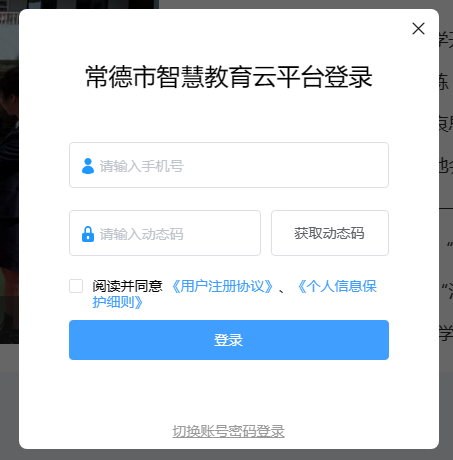 常德市智慧教育云平台登录
请输入手机号
请输入动态码
获取动态码
阅读并同意 《用户注册协议》、《个人信息保
护细则》
登录
切换账号密码登录